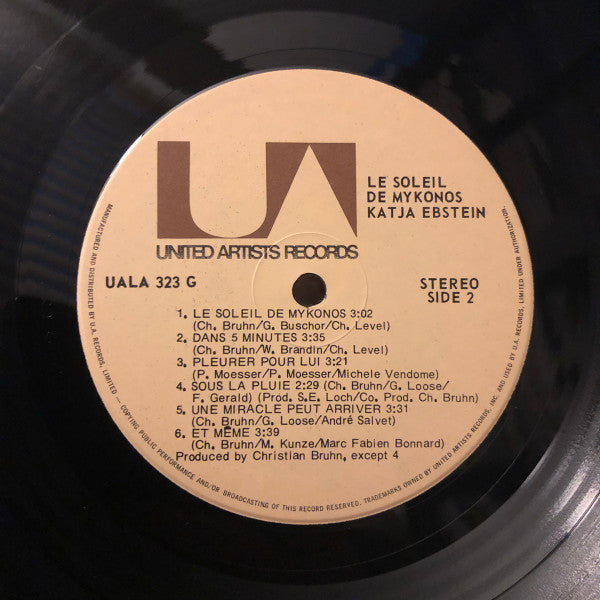 UA
UNITED ARTISTS RECORDS
LE SOLEIL
DE MYKONOS
KATJA EBSTEIN
UALA 323 G
STEREO
SIDE 2
1. LE SOLEIL DE MYKONOS 3:02
(Ch. Bruhn/G. Buschor/Ch. Level)
2. DANS 5 MINUTES 3:35
(Ch. Bruhn/W. Brandin/Ch. Level)
3. PLEURER POUR LUI 3:21
(P. Moesser/P. Moesser/Michele Vendome)
4. SOUS LA PLUIE 2:29 (Ch. Bruhn/G. Loose/
F. Gerald) (Prod. S.E. Loch/Co. Prod. Ch. Bruhn)
5. UNE MIRACLE PEUT ARRIVER 3:31
(Ch. Bruhn/G. Loose/André Salvet)
6. ET MÊME 3:39
(Ch. Bruhn/M. Kunze/Marc Fabien Bonnard)
Produced by Christian Bruhn, except 4
MANUFACTURED AND DISTRIBUTED BY U.A. RECORDS, LIMITED — COPYING PUBLIC PERFORMANCE AND/OR BROADCASTING OF THIS RECORD RESERVED. TRADEMARKS OWNED BY UNITED ARTISTS RECORDS, INC. AND USED BY U.A. RECORDS, LIMITED UNDER AUTHORIZATION.